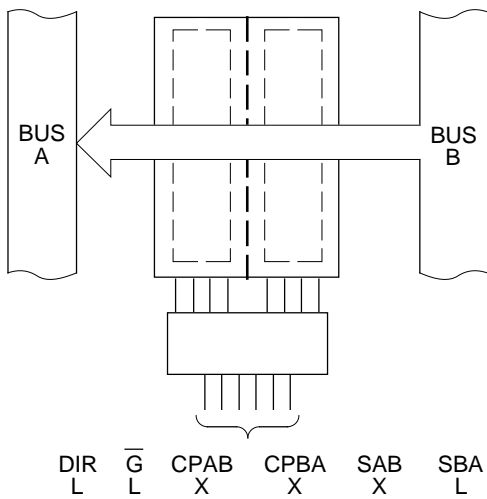 BUS
A
BUS
B
DIR G̅ CPAB CPBA SAB SBA
L L X X X L